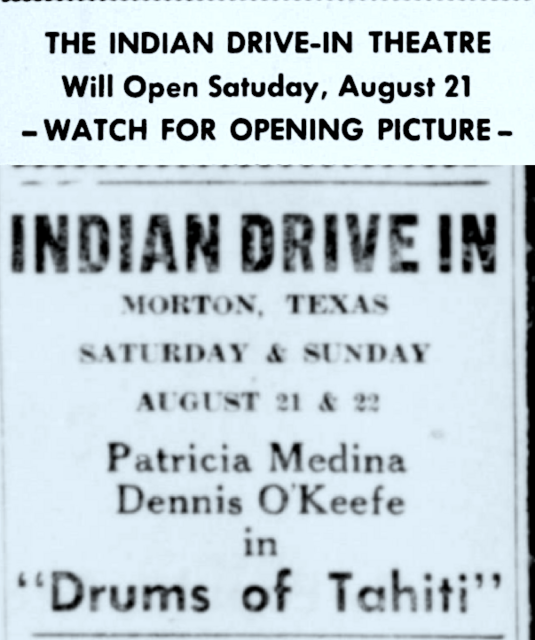 THE INDIAN DRIVE-IN THEATRE
Will Open Satuday, August 21
- WATCH FOR OPENING PICTURE -
INDIAN DRIVE IN
MORTON, TEXAS
SATURDAY & SUNDAY
AUGUST 21 & 22
Patricia Medina
Dennis O'Keefe
in
"Drums of Tahiti"